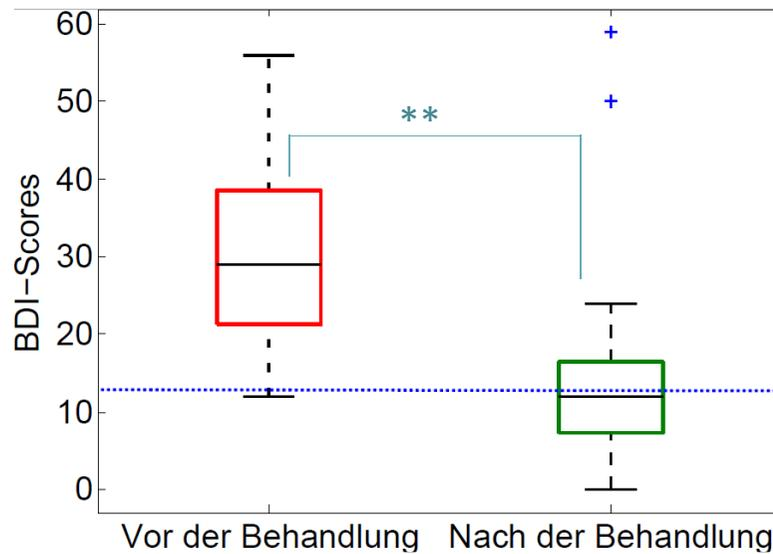 BDI-Scores
60
50
40
30
20
10
0
**
Vor der Behandlung
Nach der Behandlung